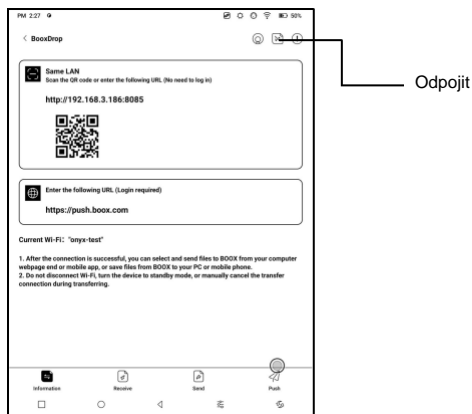 PM 2:27
50%
BooxDrop
Odpojit
Same LAN
Scan the QR code or enter the following URL (No need to log in)
http://192.168.3.186:8085
Enter the following URL (Login required)
https://push.boox.com
Current Wi-Fi: "onyx-test"
1. After the connection is successful, you can select and send files to BOOX from your computer
webpage end or mobile app, or save files from BOOX to your PC or mobile phone.
2. Do not disconnect Wi-Fi, turn the device to standby mode, or manually cancel the transfer
connection during transferring.
Information
Receive
Send
Push